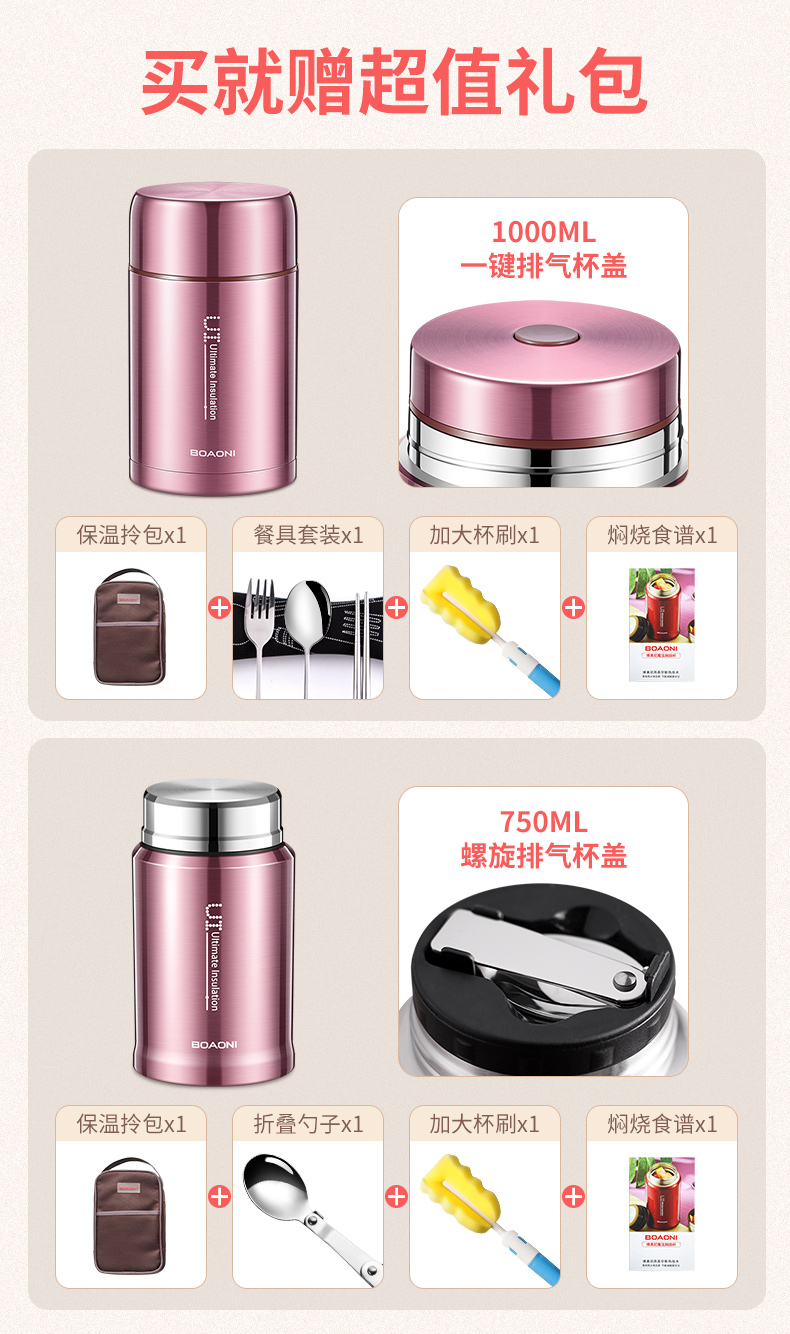 买就赠超值礼包
1000ML
一键排气杯盖
UT
Ultimate Insulation
BOAONI
保温拎包x1
餐具套装x1
加大杯刷x1
焖烧食谱x1
BOAONI
750ML
螺旋排气杯盖
UT
Ultimate Insulation
BOAONI
保温拎包x1
折叠勺子x1
加大杯刷x1
焖烧食谱x1
BOAONI